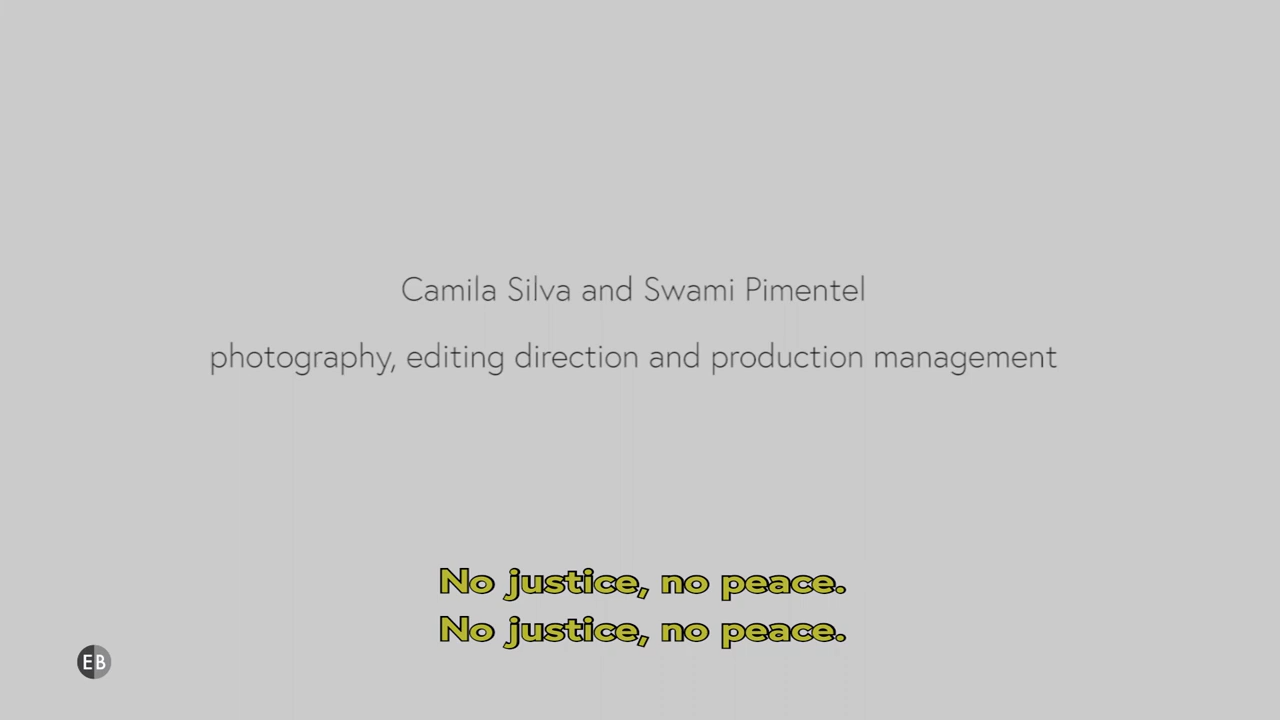 Camila Silva and Swami Pimentel
photography, editing direction and production management
No justice, no peace.
No justice, no peace.
EB